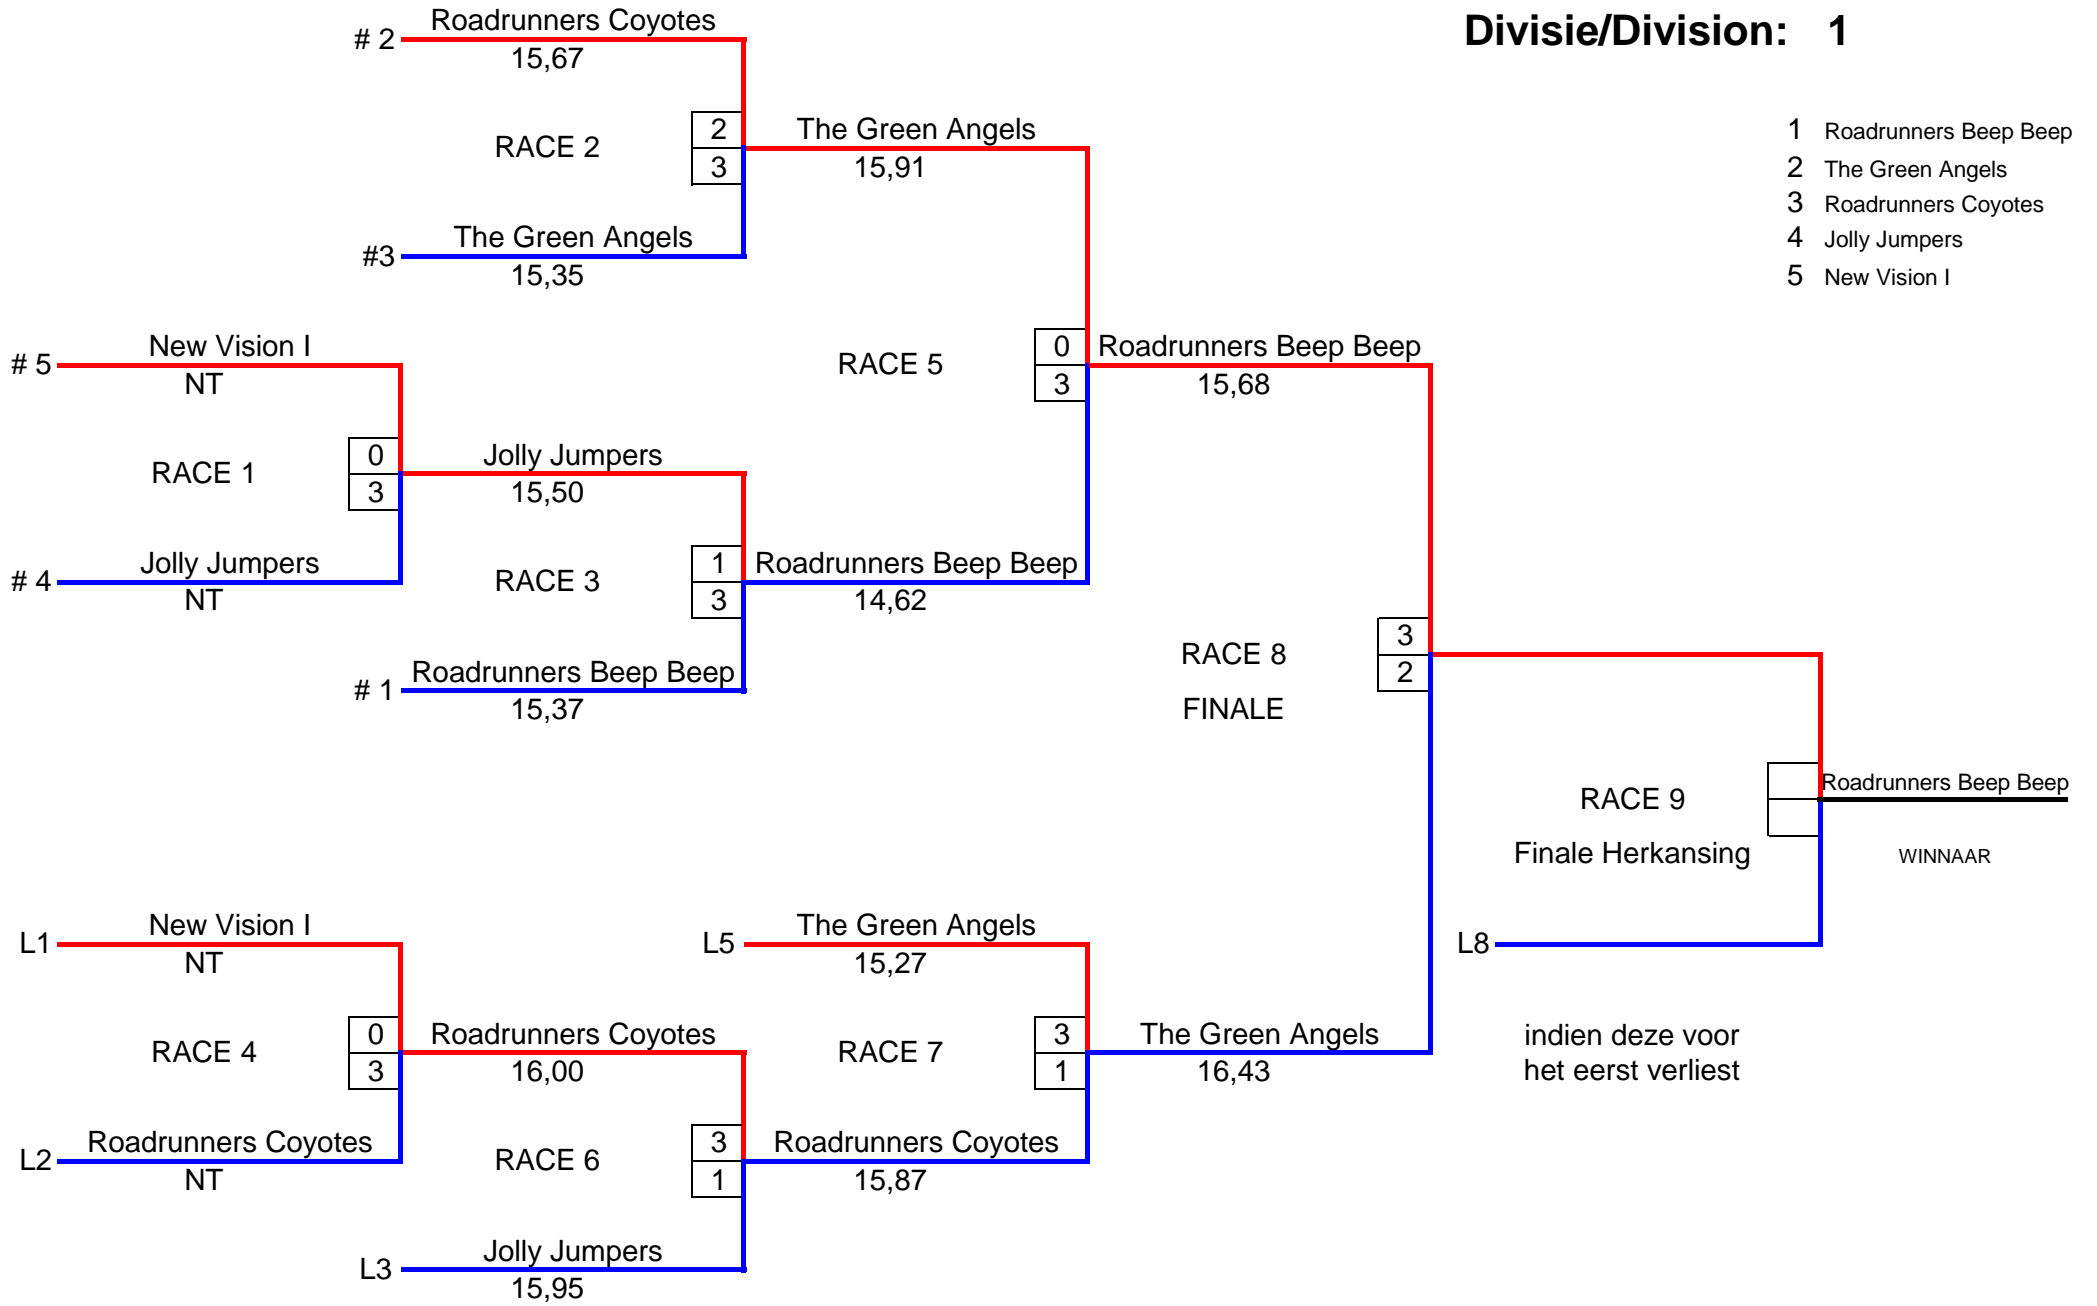 Divisie/Division: 1
1 Roadrunners Beep Beep
2 The Green Angels
3 Roadrunners Coyotes
4 Jolly Jumpers
5 New Vision I
# 2 Roadrunners Coyotes
15,67
RACE 2
2
3
#3 The Green Angels
15,35
The Green Angels
15,91
# 5 New Vision I
NT
RACE 1
0
3
# 4 Jolly Jumpers
NT
Jolly Jumpers
15,50
RACE 3
1
3
# 1 Roadrunners Beep Beep
15,37
Roadrunners Beep Beep
14,62
RACE 5
0
3
Roadrunners Beep Beep
15,68
RACE 8
FINALE
3
2
RACE 9
Finale Herkansing
Roadrunners Beep Beep
WINNAAR
L8
indien deze voor
het eerst verliest
L1 New Vision I
NT
RACE 4
0
3
L2 Roadrunners Coyotes
NT
Roadrunners Coyotes
16,00
RACE 6
3
1
L3 Jolly Jumpers
15,95
L5 The Green Angels
15,27
RACE 7
3
1
Roadrunners Coyotes
15,87
The Green Angels
16,43